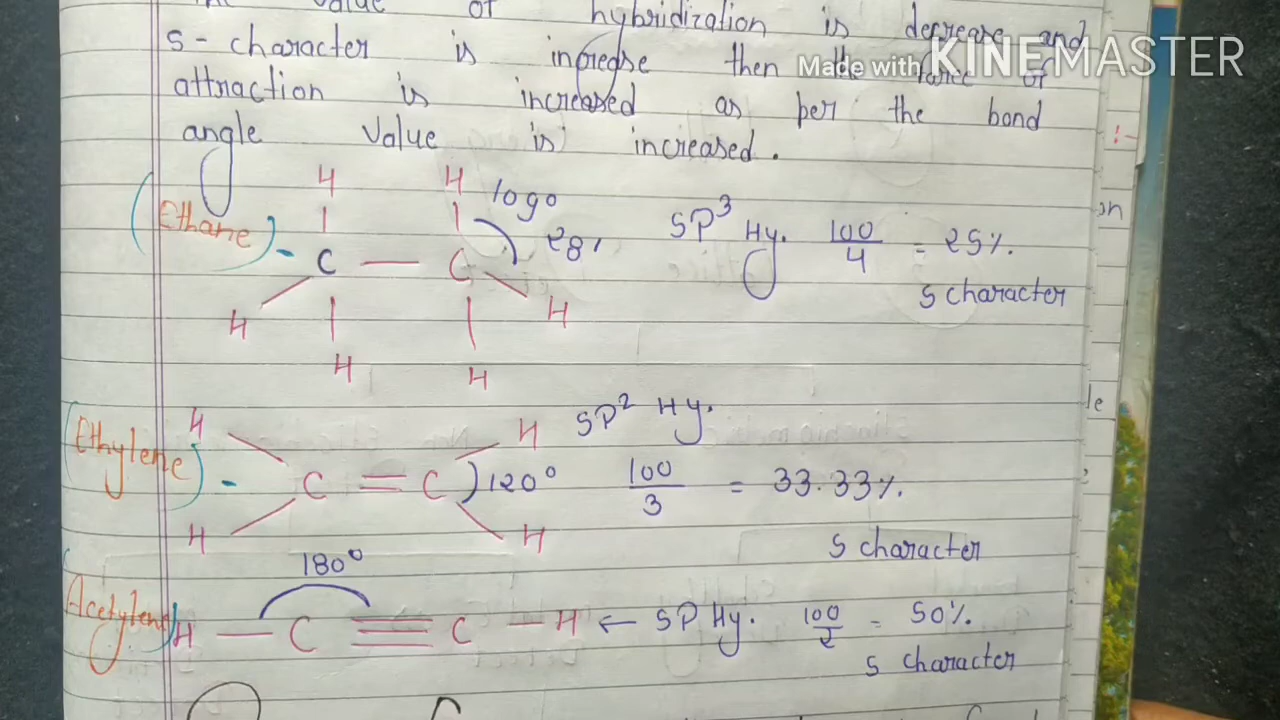 value of hybridization is decrease and
s-character is increase then the force of
Made with KINEMASTER
attraction is increased as per the bond
angle value is increased.
H H 109°
(Ethane) - C — C 28' SP³ Hy. 100/4 = 25%.
H H s character
H H
H H SP² Hy.
(Ethylene) - C = C 120° 100/3 = 33.33%.
H H s character
180°
(Acetylene) H — C ≡ C — H ← SP Hy. 100/2 = 50%.
s character